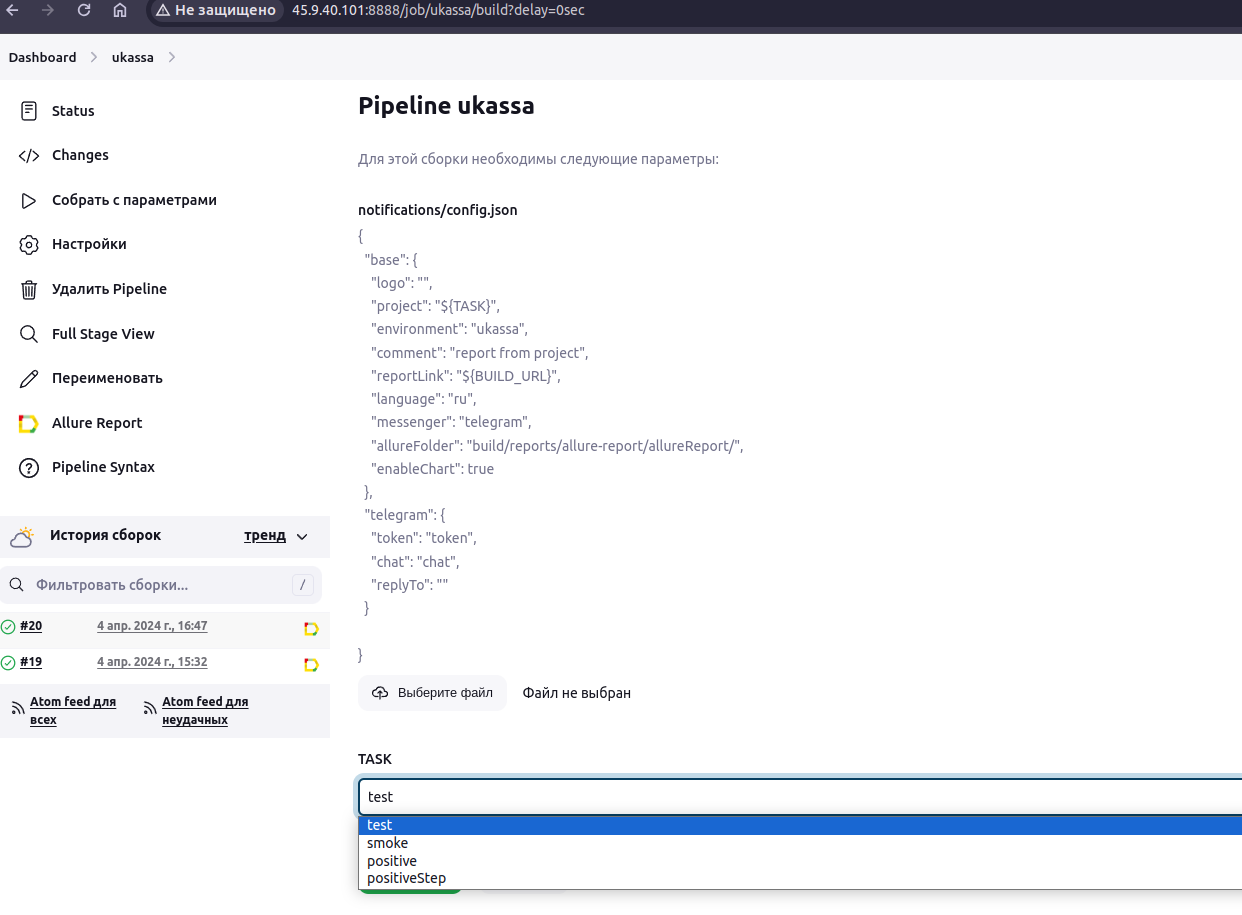 Не защищено 45.9.40.101:8888/job/ukassa/build?delay=0sec
Dashboard ukassa
Status
Changes
Собрать с параметрами
Настройки
Удалить Pipeline
Full Stage View
Переименовать
Allure Report
Pipeline Syntax
История сборок тренд
Фильтровать сборки... /
#20 4 апр. 2024 г., 16:47
#19 4 апр. 2024 г., 15:32
Atom feed для всех
Atom feed для неудачных
Pipeline ukassa
Для этой сборки необходимы следующие параметры:
notifications/config.json
{
"base": {
"logo": "",
"project": "${TASK}",
"environment": "ukassa",
"comment": "report from project",
"reportLink": "${BUILD_URL}",
"language": "ru",
"messenger": "telegram",
"allureFolder": "build/reports/allure-report/allureReport/",
"enableChart": true
},
"telegram": {
"token": "token",
"chat": "chat",
"replyTo": ""
}
}
Выберите файл Файл не выбран
TASK
test
test
smoke
positive
positiveStep